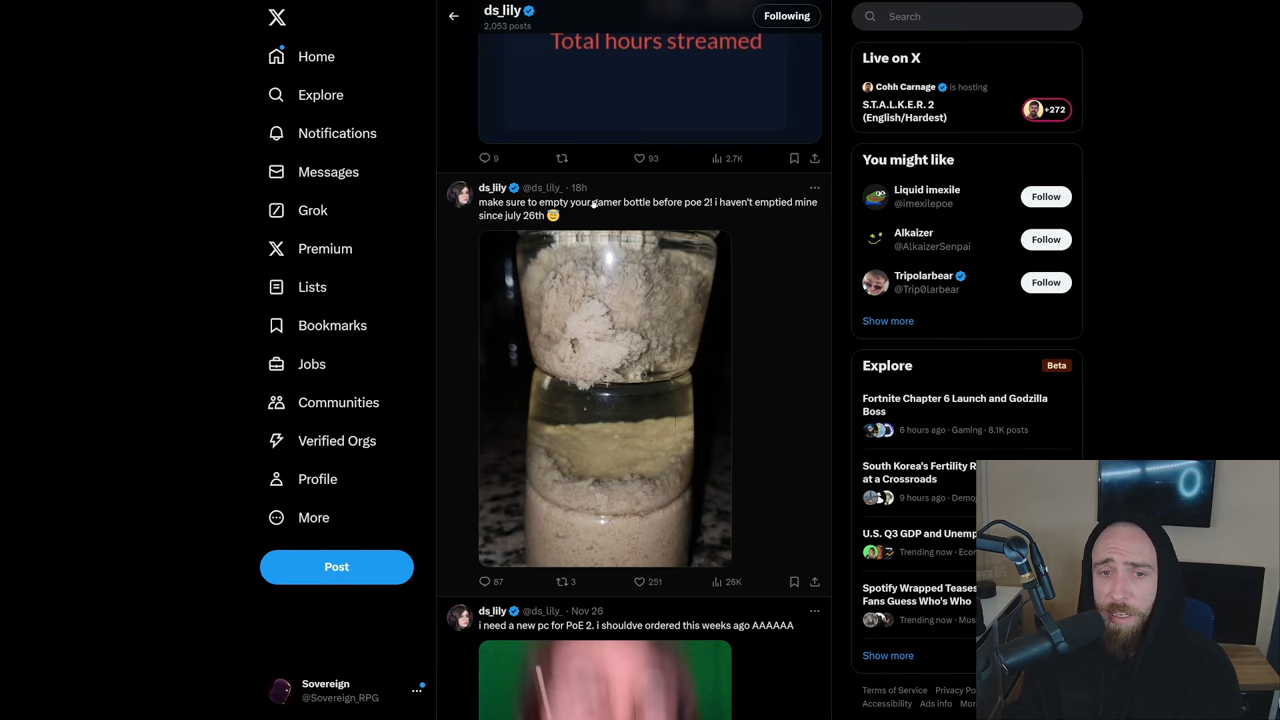 Home
Explore
Notifications
Messages
Grok
Premium
Lists
Bookmarks
Jobs
Communities
Verified Orgs
Profile
More
Post
Sovereign
@Sovereign_RPG
ds_lily
2,053 posts
Following
Total hours streamed
9
93
2.7K
ds_lily @ds_lily_ · 18h
make sure to empty your gamer bottle before poe 2! i haven't emptied mine
since july 26th
87
3
251
26K
ds_lily @ds_lily_ · Nov 26
i need a new pc for PoE 2. i shouldve ordered this weeks ago AAAAAA
Search
Live on X
Cohh Carnage is hosting
S.T.A.L.K.E.R. 2
(English/Hardest)
+272
You might like
Liquid imexile
@imexilepoe
Follow
Alkaizer
@AlkaizerSenpai
Follow
Tripolarbear
@Trip0larbear
Follow
Show more
Explore
Beta
Fortnite Chapter 6 Launch and Godzilla
Boss
6 hours ago · Gaming · 8.1K posts
South Korea's Fertility
at a Crossroads
9 hours ago ·
U.S. Q3 GDP and
Trending now ·
Spotify Wrapped Teases
Fans Guess Who's Who
Trending now ·
Show more
Terms of Service
Accessibility Ads info